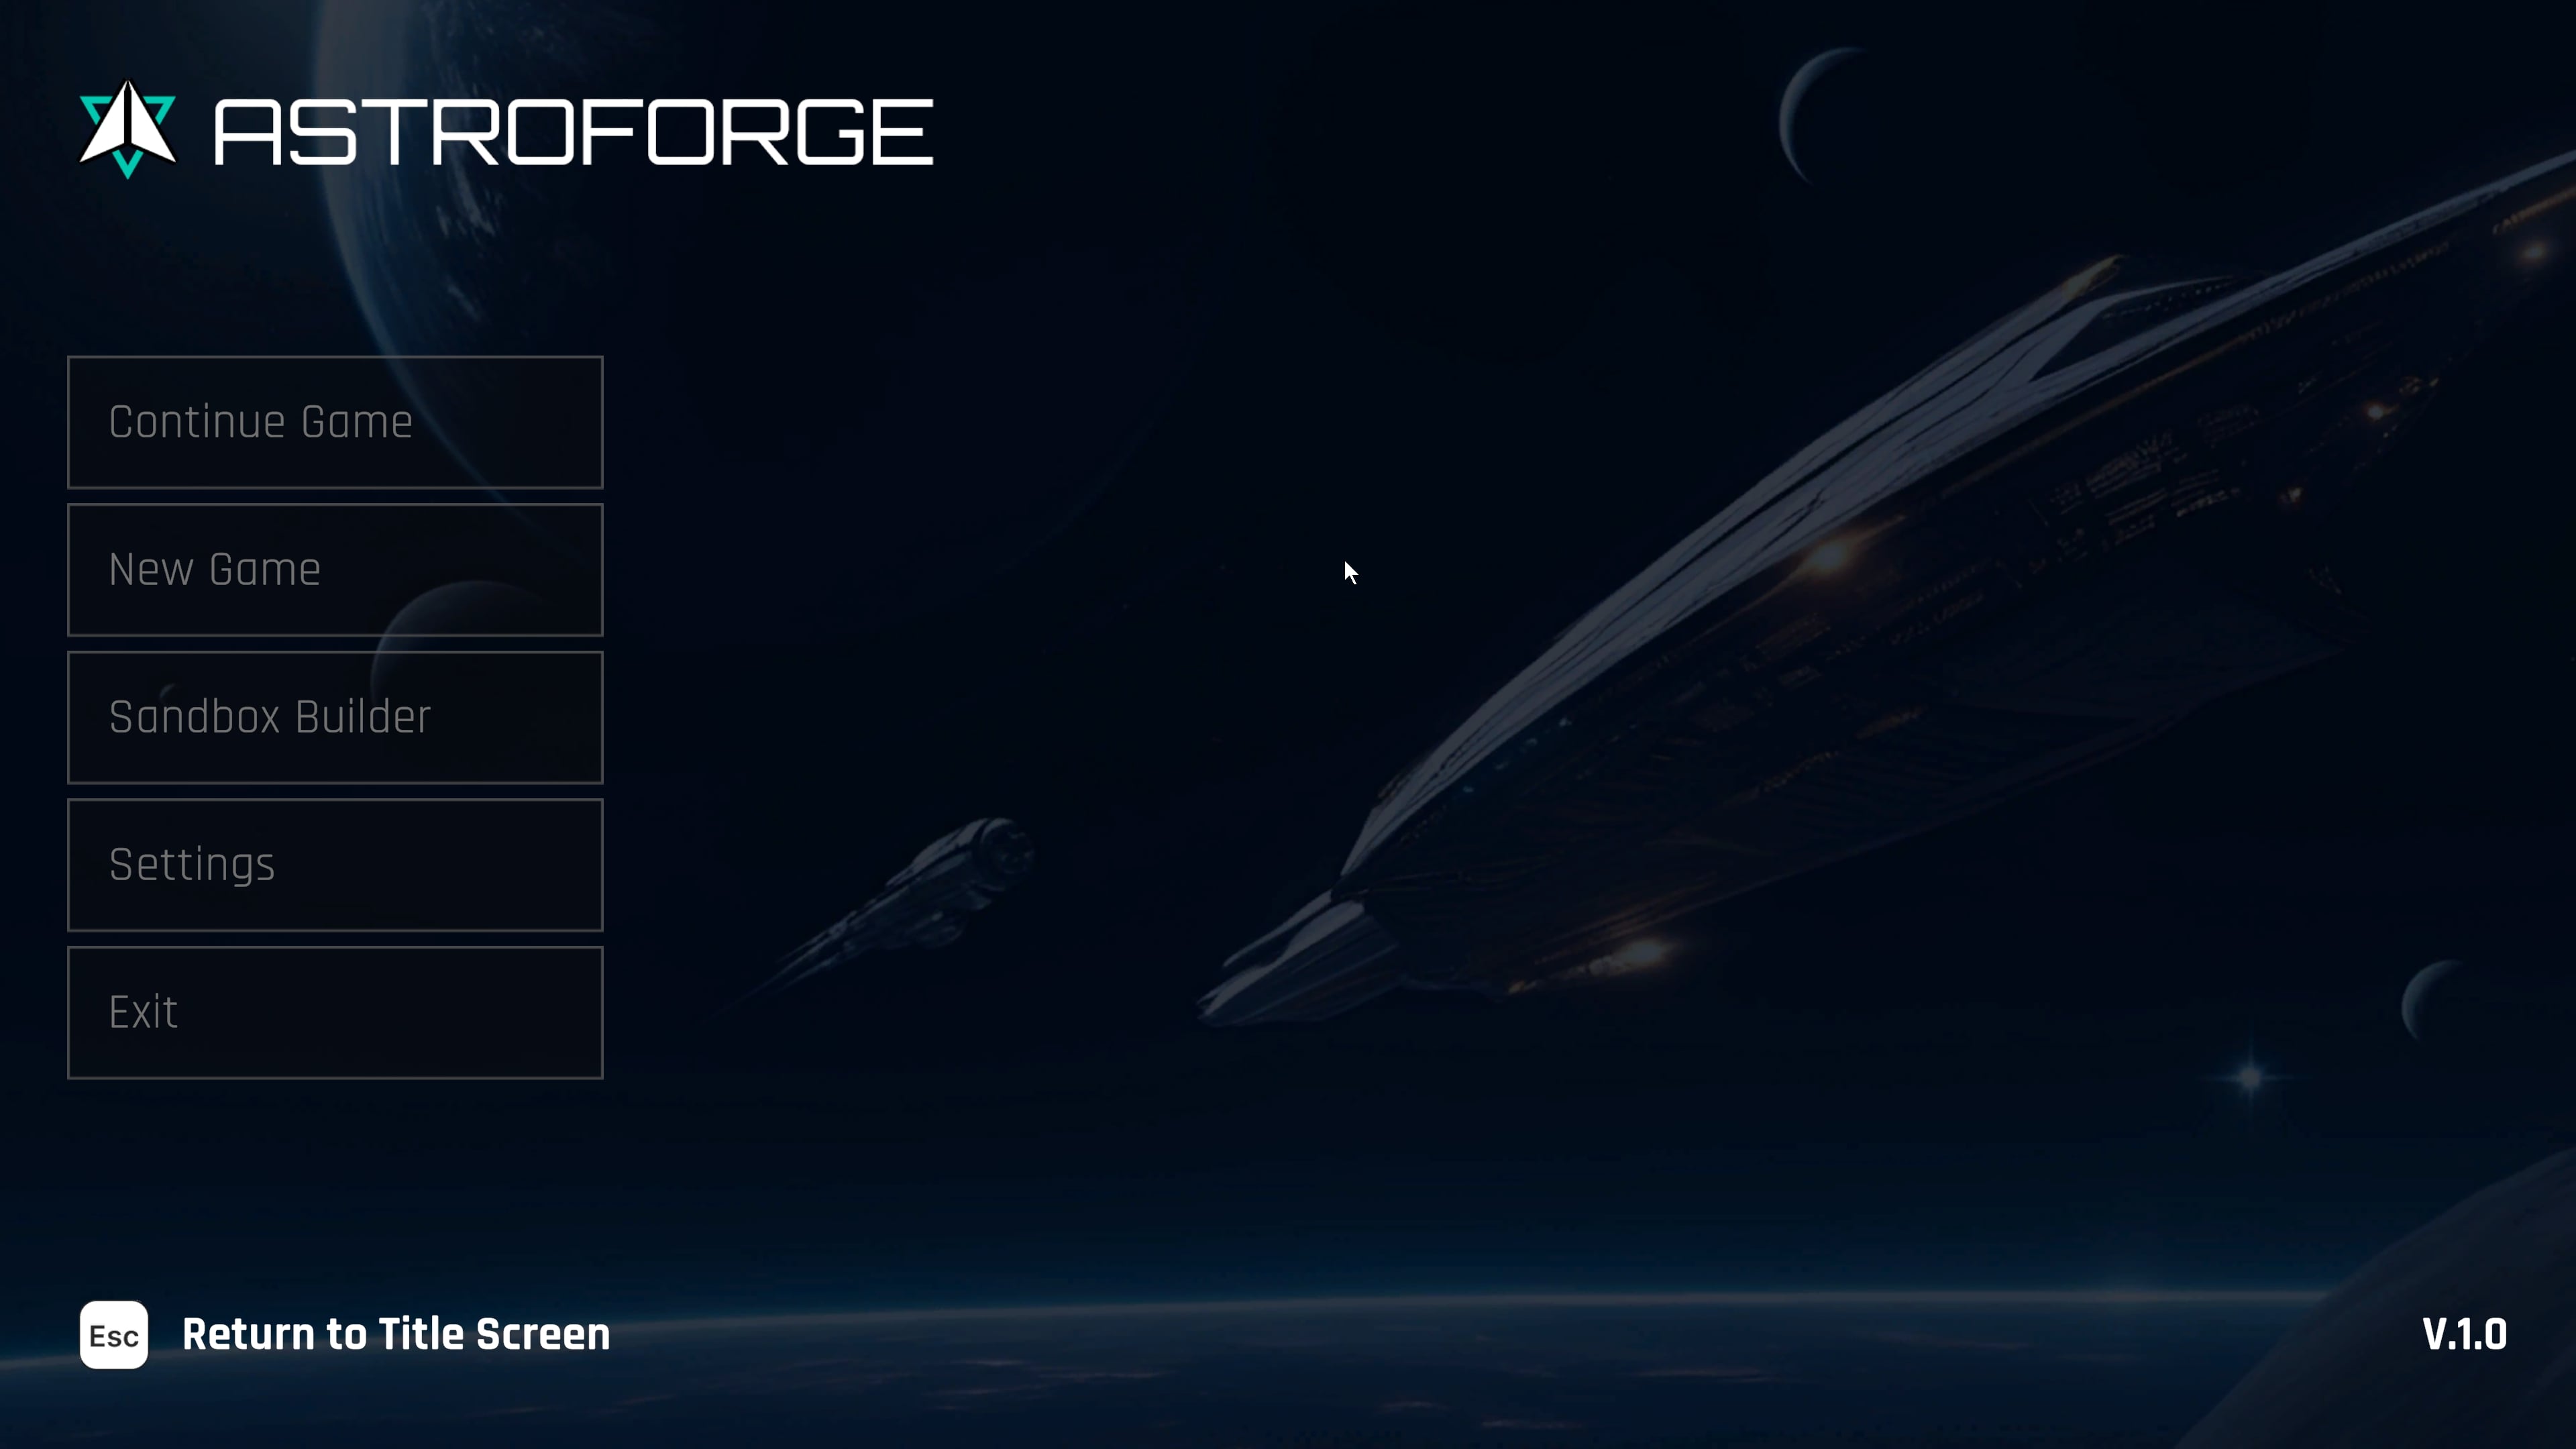 ASTROFORGE
Continue Game
New Game
Sandbox Builder
Settings
Exit
Esc Return to Title Screen
V.1.0